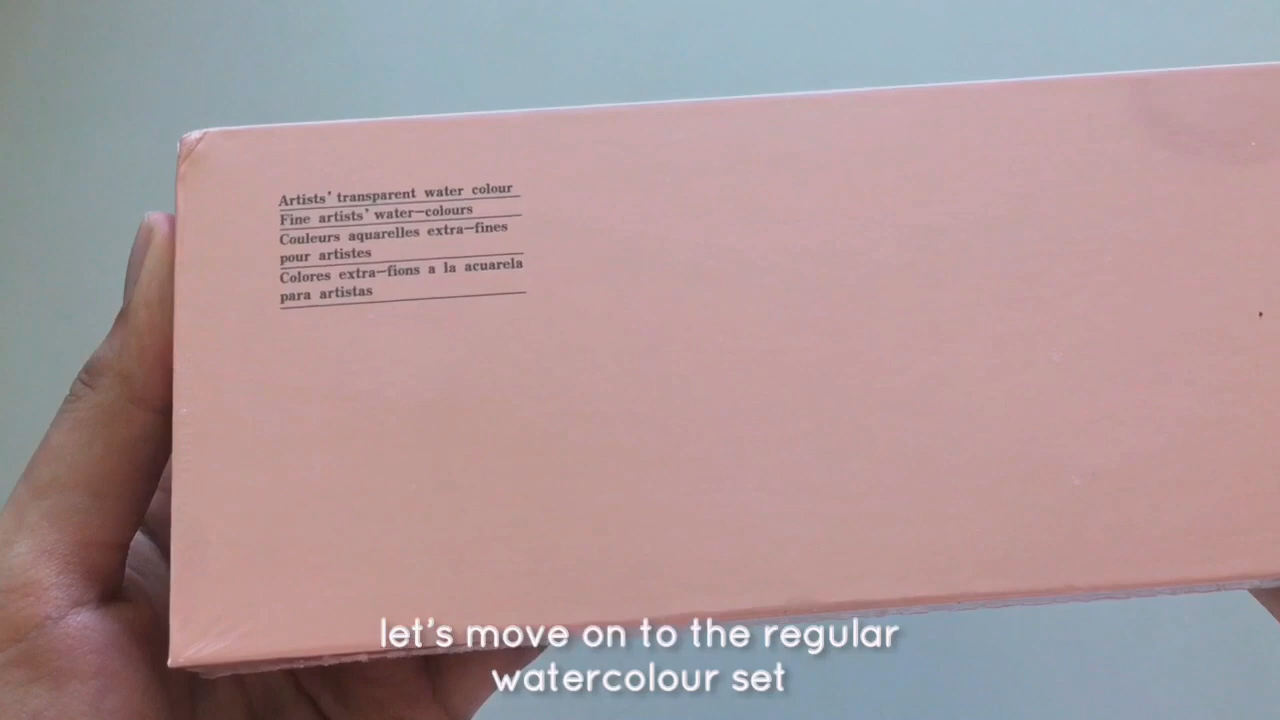 Artists' transparent water colour
Fine artists' water-colours
Couleurs aquarelles extra-fines
pour artistes
Colores extra-fions a la acuarela
para artistas
let's move on to the regular
watercolour set